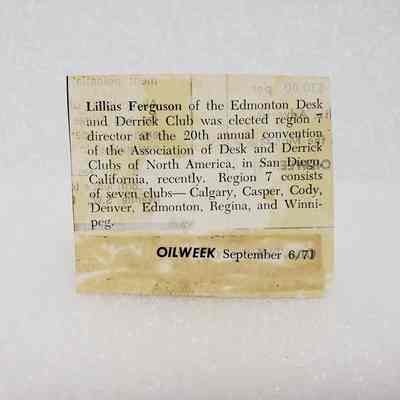 Lillias Ferguson of the Edmonton Desk
and Derrick Club was elected region 7
director at the 20th annual convention
of the Association of Desk and Derrick
Clubs of North America, in San Diego,
California, recently. Region 7 consists
of seven clubs—Calgary, Casper, Cody,
Denver, Edmonton, Regina, and Winni-
peg.
OILWEEK September 6/71